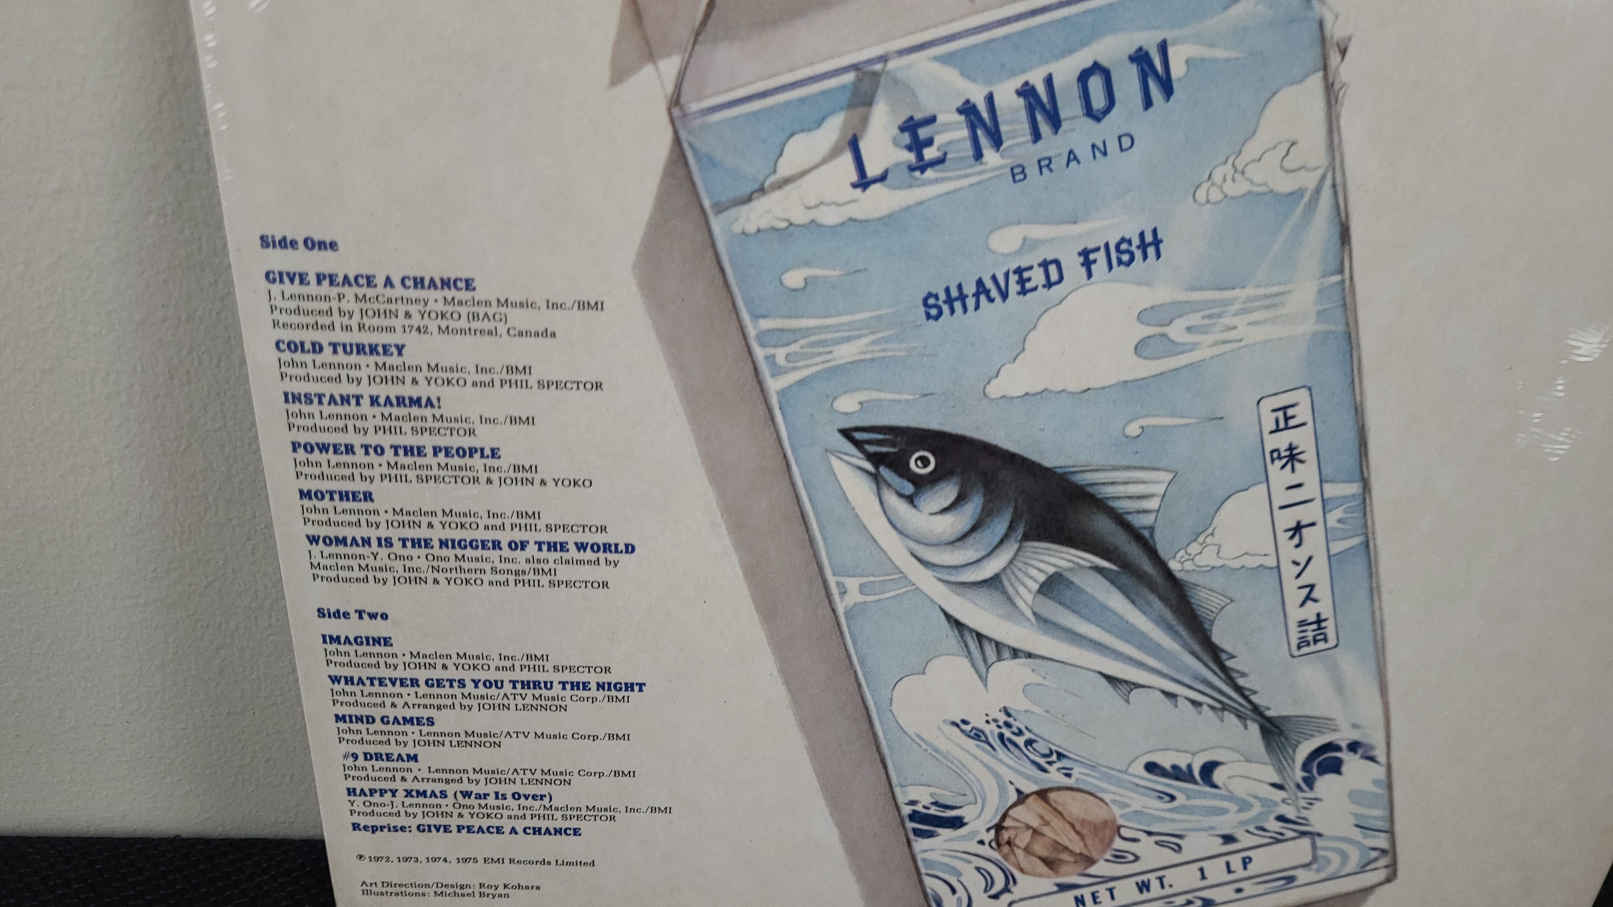 LENNON
BRAND
SHAVED FISH
正味二オンス詰
NET WT. 1 LP
Side One
GIVE PEACE A CHANCE
J. Lennon-P. McCartney • Maclen Music, Inc./BMI
Produced by JOHN & YOKO (BAG)
Recorded in Room 1742, Montreal, Canada
COLD TURKEY
John Lennon • Maclen Music, Inc./BMI
Produced by JOHN & YOKO and PHIL SPECTOR
INSTANT KARMA!
John Lennon • Maclen Music, Inc./BMI
Produced by PHIL SPECTOR
POWER TO THE PEOPLE
John Lennon • Maclen Music, Inc./BMI
Produced by PHIL SPECTOR & JOHN & YOKO
MOTHER
John Lennon • Maclen Music, Inc./BMI
Produced by JOHN & YOKO and PHIL SPECTOR
WOMAN IS THE NIGGER OF THE WORLD
J. Lennon-Y. Ono • Ono Music, Inc. also claimed by
Maclen Music, Inc./Northern Songs/BMI
Produced by JOHN & YOKO and PHIL SPECTOR
Side Two
IMAGINE
John Lennon • Maclen Music, Inc./BMI
Produced by JOHN & YOKO and PHIL SPECTOR
WHATEVER GETS YOU THRU THE NIGHT
John Lennon • Lennon Music/ATV Music Corp./BMI
Produced & Arranged by JOHN LENNON
MIND GAMES
John Lennon • Lennon Music/ATV Music Corp./BMI
Produced by JOHN LENNON
#9 DREAM
John Lennon • Lennon Music/ATV Music Corp./BMI
Produced & Arranged by JOHN LENNON
HAPPY XMAS (War Is Over)
Y. Ono-J. Lennon • Ono Music, Inc./Maclen Music, Inc./BMI
Produced by JOHN & YOKO and PHIL SPECTOR
Reprise: GIVE PEACE A CHANCE
℗ 1972, 1973, 1974, 1975 EMI Records Limited
Art Direction/Design: Roy Kohara
Illustrations: Michael Bryan